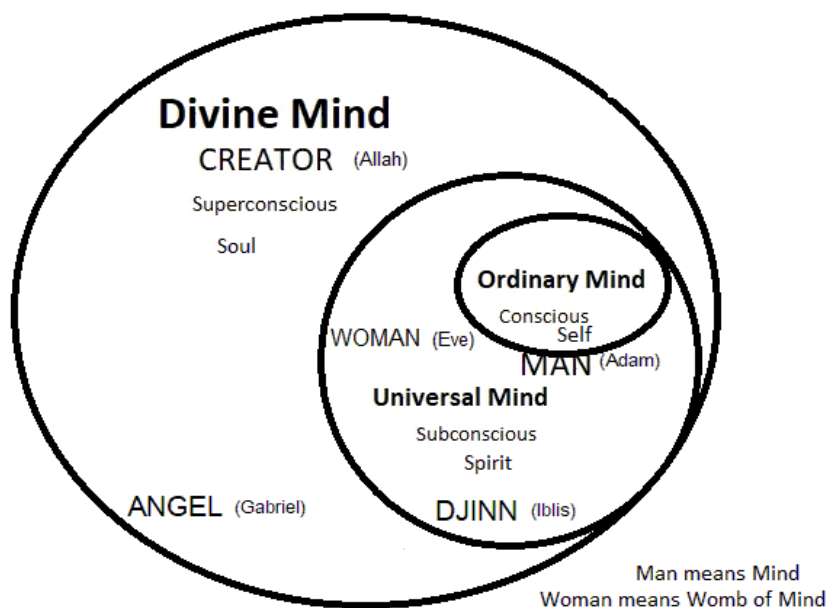 Divine Mind
CREATOR (Allah)
Superconscious
Soul
Ordinary Mind
Conscious
Self
WOMAN (Eve)
MAN (Adam)
Universal Mind
Subconscious
Spirit
ANGEL (Gabriel)
DJINN (Iblis)
Man means Mind
Woman means Womb of Mind